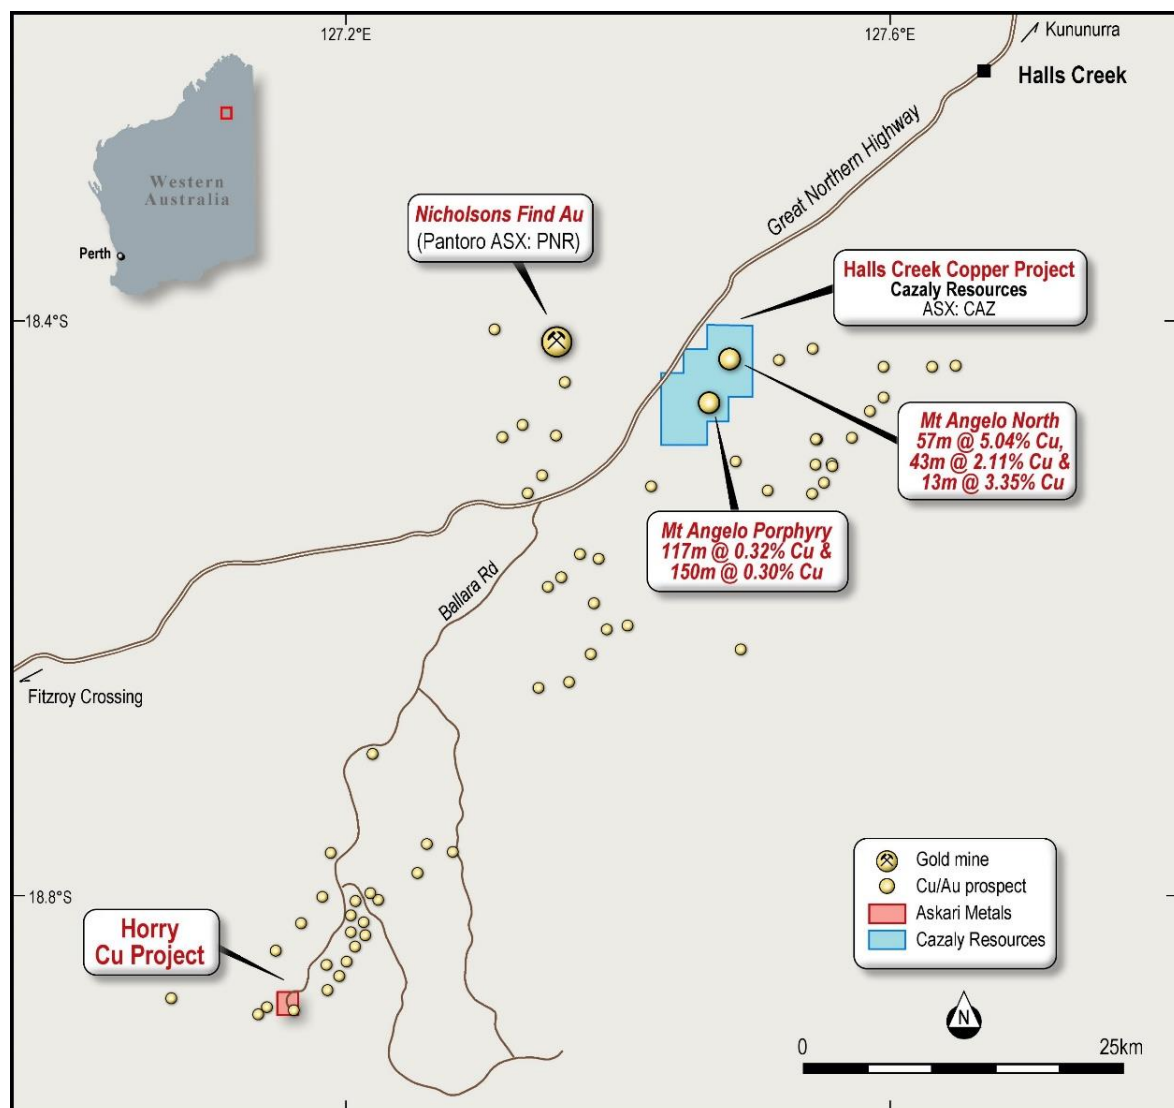 127.2°E
127.6°E
Kununurra
Halls Creek
Great Northern Highway
Western
Australia
Perth
Nicholsons Find Au
(Pantoro ASX: PNR)
Halls Creek Copper Project
Cazaly Resources
ASX: CAZ
18.4°S
Mt Angelo North
57m @ 5.04% Cu,
43m @ 2.11% Cu &
13m @ 3.35% Cu
Mt Angelo Porphyry
117m @ 0.32% Cu &
150m @ 0.30% Cu
Ballara Rd
Fitzroy Crossing
18.8°S
Horry
Cu Project
Gold mine
Cu/Au prospect
Askari Metals
Cazaly Resources
N
0
25km